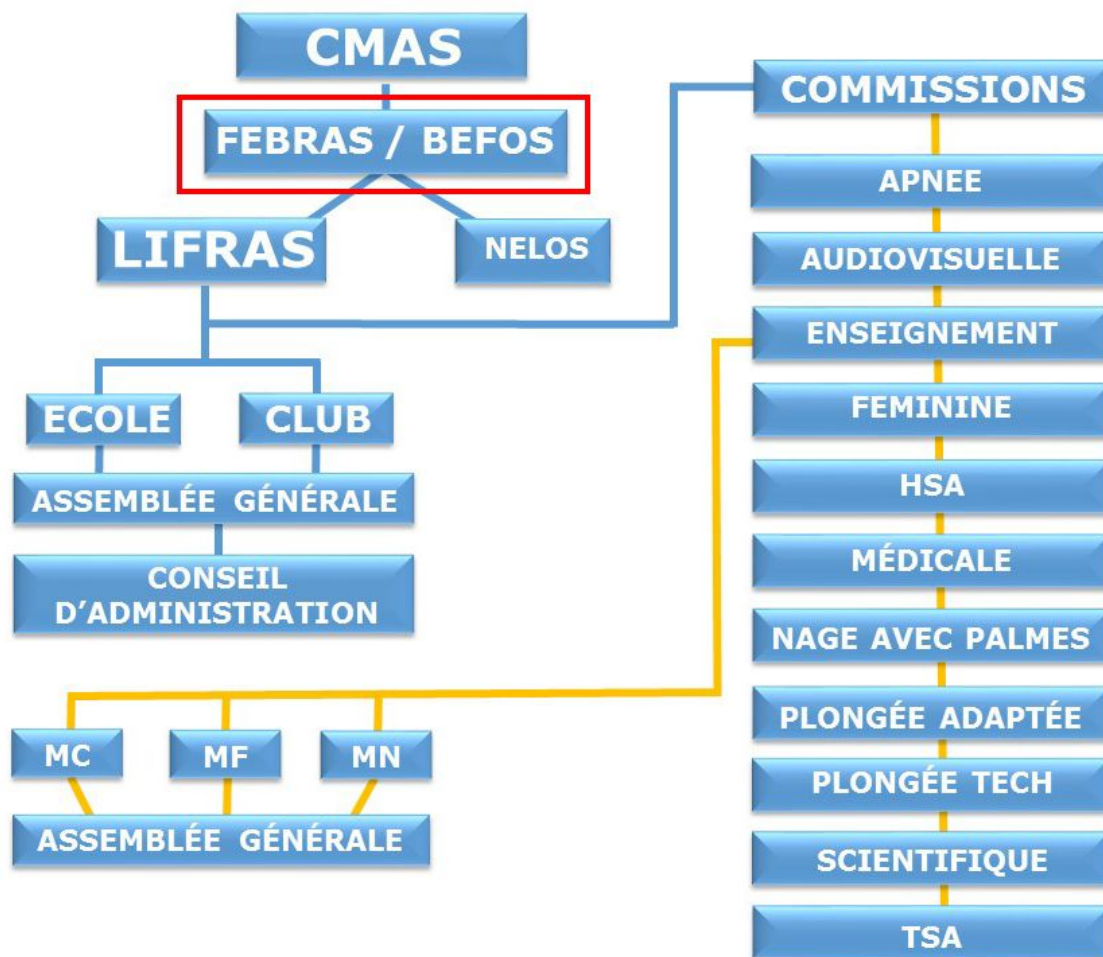 CMAS
FEBRAS / BEFOS
LIFRAS
NELOS
ECOLE
CLUB
ASSEMBLÉE GÉNÉRALE
CONSEIL
D'ADMINISTRATION
MC
MF
MN
ASSEMBLÉE GÉNÉRALE
COMMISSIONS
APNEE
AUDIOVISUELLE
ENSEIGNEMENT
FEMININE
HSA
MÉDICALE
NAGE AVEC PALMES
PLONGÉE ADAPTÉE
PLONGÉE TECH
SCIENTIFIQUE
TSA